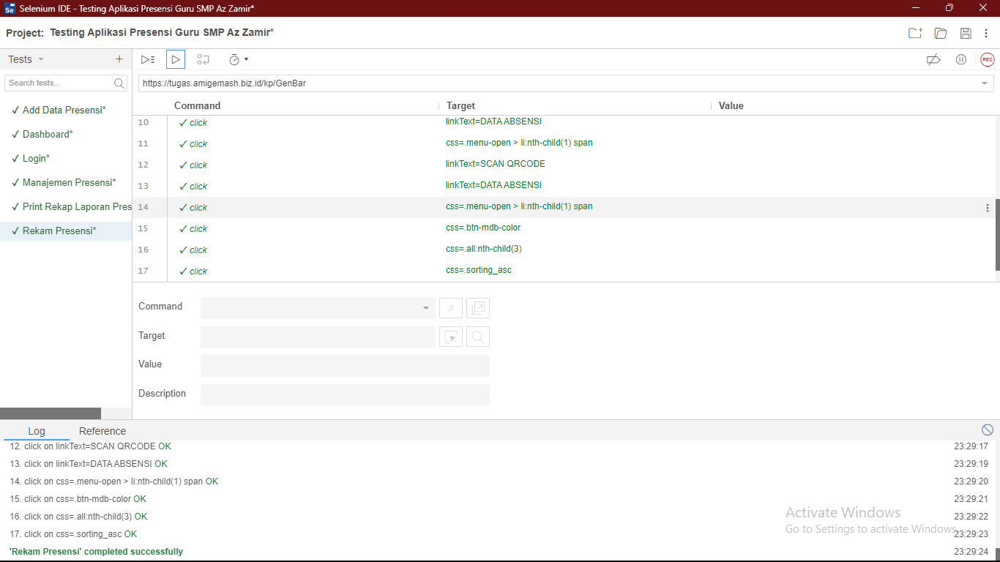 Selenium IDE - Testing Aplikasi Presensi Guru SMP Az Zamir*
Project: Testing Aplikasi Presensi Guru SMP Az Zamir*
Tests
REC
Search tests...
https://tugas.amigemash.biz.id/kp/GenBar
Command Target Value
✓ Add Data Presensi*
✓ Dashboard*
✓ Login*
✓ Manajemen Presensi*
✓ Print Rekap Laporan Pres
✓ Rekam Presensi*
10 ✓ click linkText=DATA ABSENSI
11 ✓ click css=.menu-open > li:nth-child(1) span
12 ✓ click linkText=SCAN QRCODE
13 ✓ click linkText=DATA ABSENSI
14 ✓ click css=.menu-open > li:nth-child(1) span
15 ✓ click css=.btn-mdb-color
16 ✓ click css=.all:nth-child(3)
17 ✓ click css=.sorting_asc
Command //
Target
Value
Description
Log Reference
12. click on linkText=SCAN QRCODE OK 23:29:17
13. click on linkText=DATA ABSENSI OK 23:29:19
14. click on css=.menu-open > li:nth-child(1) span OK 23:29:20
15. click on css=.btn-mdb-color OK 23:29:21
16. click on css=.all:nth-child(3) OK 23:29:22
17. click on css=.sorting_asc OK 23:29:23
'Rekam Presensi' completed successfully 23:29:24
Activate Windows
Go to Settings to activate Windows.